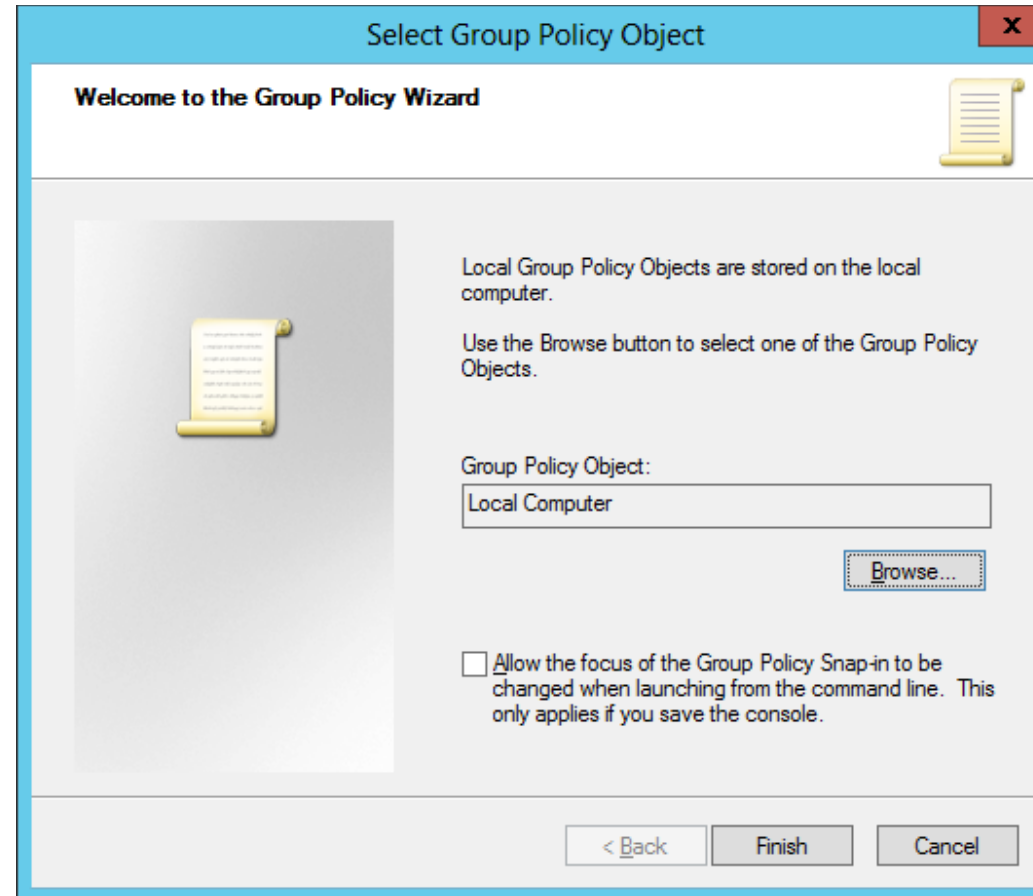 Select Group Policy Object
x
Welcome to the Group Policy Wizard
Local Group Policy Objects are stored on the local
computer.
Use the Browse button to select one of the Group Policy
Objects.
Group Policy Object:
Local Computer
Browse...
Allow the focus of the Group Policy Snap-in to be
changed when launching from the command line.  This
only applies if you save the console.
< Back
Finish
Cancel